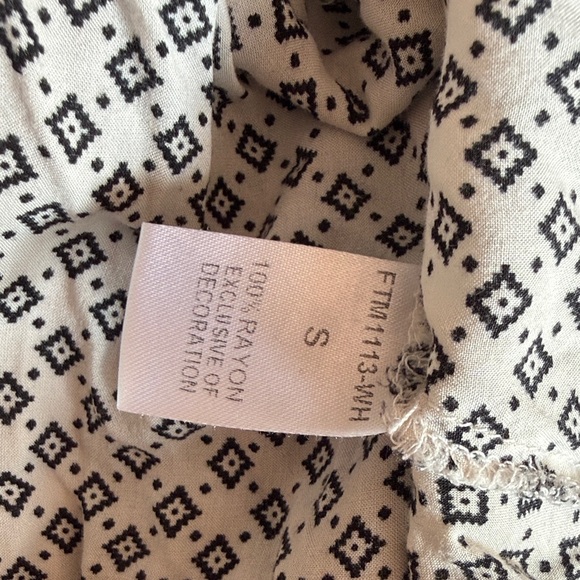 FTM1113-WH
S
100% RAYON
EXCLUSIVE OF
DECORATION